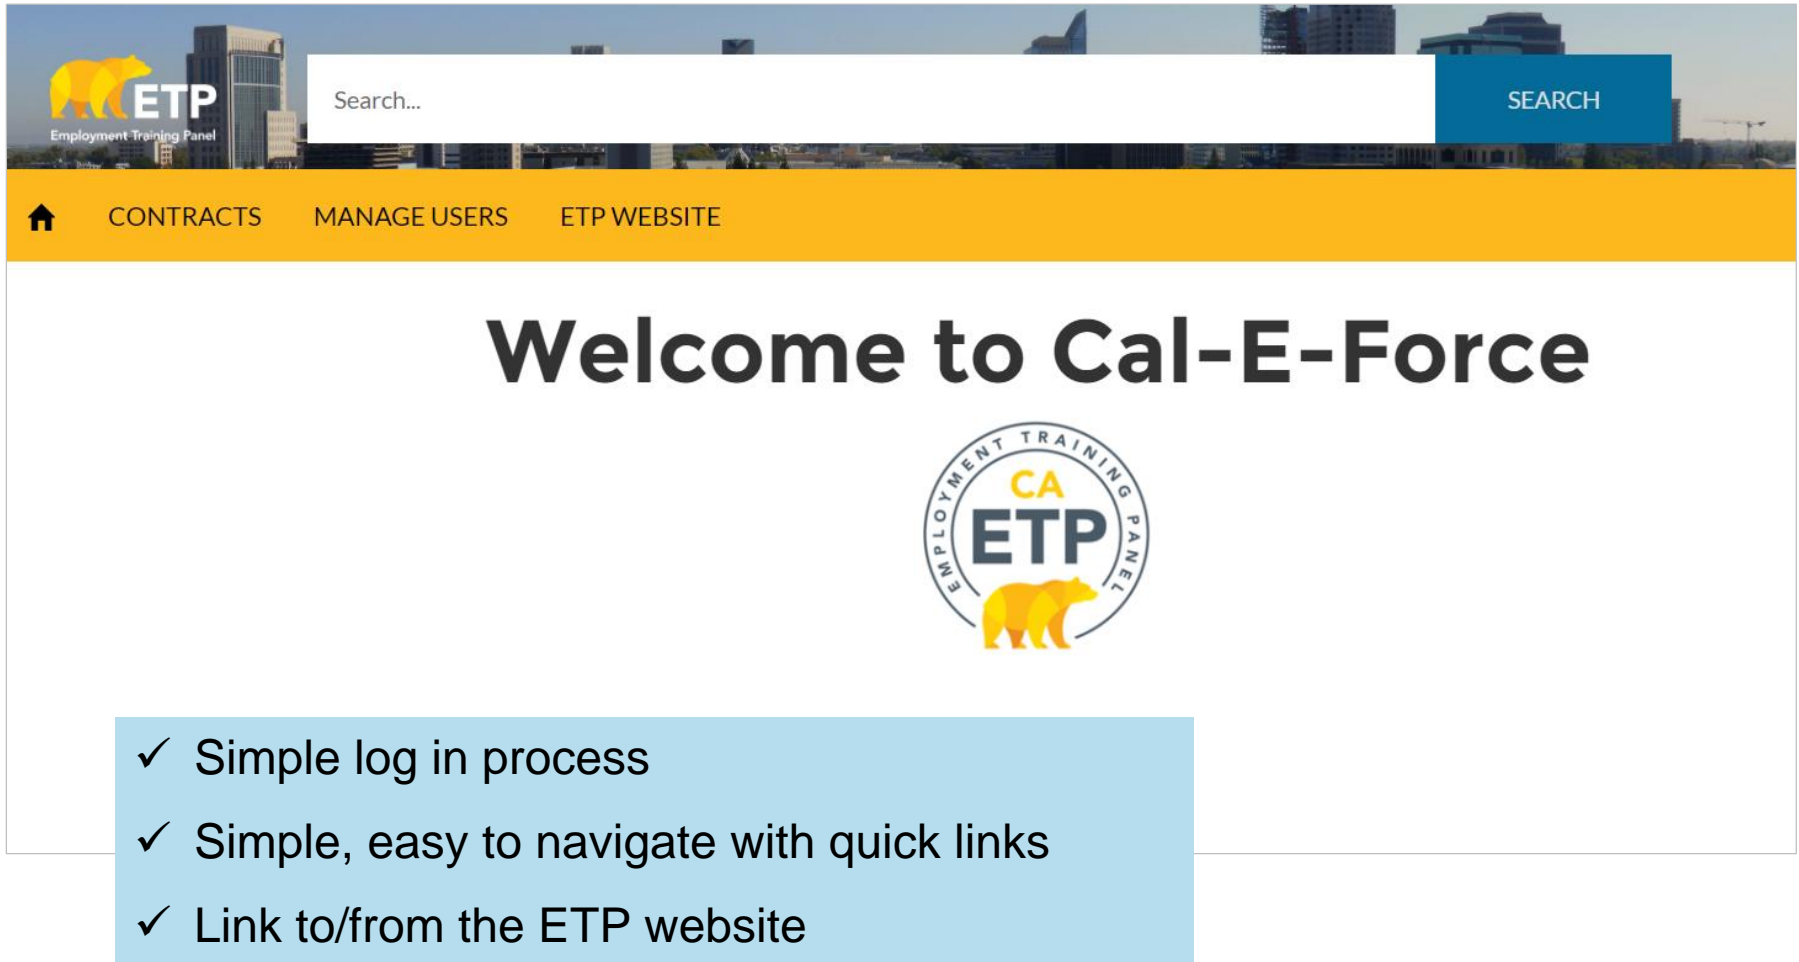 ETP
Employment Training Panel
Search...
SEARCH
CONTRACTS MANAGE USERS ETP WEBSITE
Welcome to Cal-E-Force
EMPLOYMENT TRAINING PANEL
CA
ETP
✓ Simple log in process
✓ Simple, easy to navigate with quick links
✓ Link to/from the ETP website